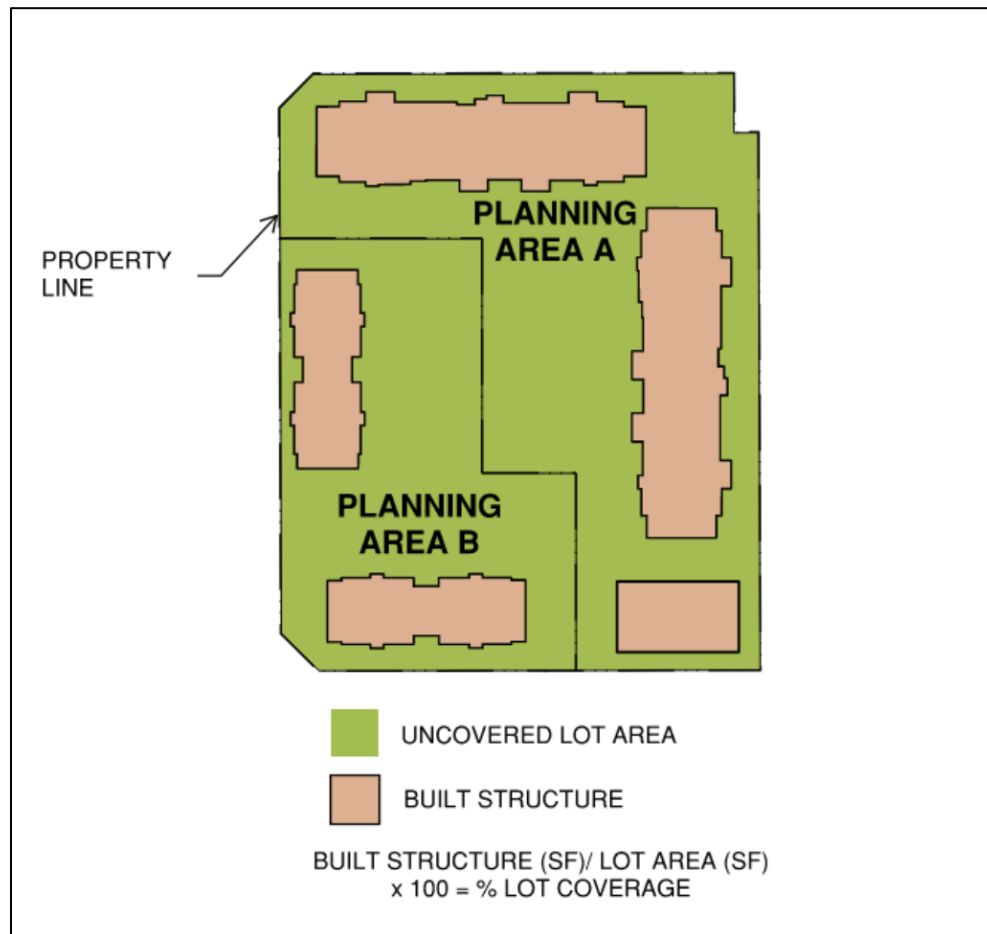 PLANNING
AREA A
PROPERTY
LINE
PLANNING
AREA B
UNCOVERED LOT AREA
BUILT STRUCTURE
BUILT STRUCTURE (SF)/ LOT AREA (SF)
x 100 = % LOT COVERAGE